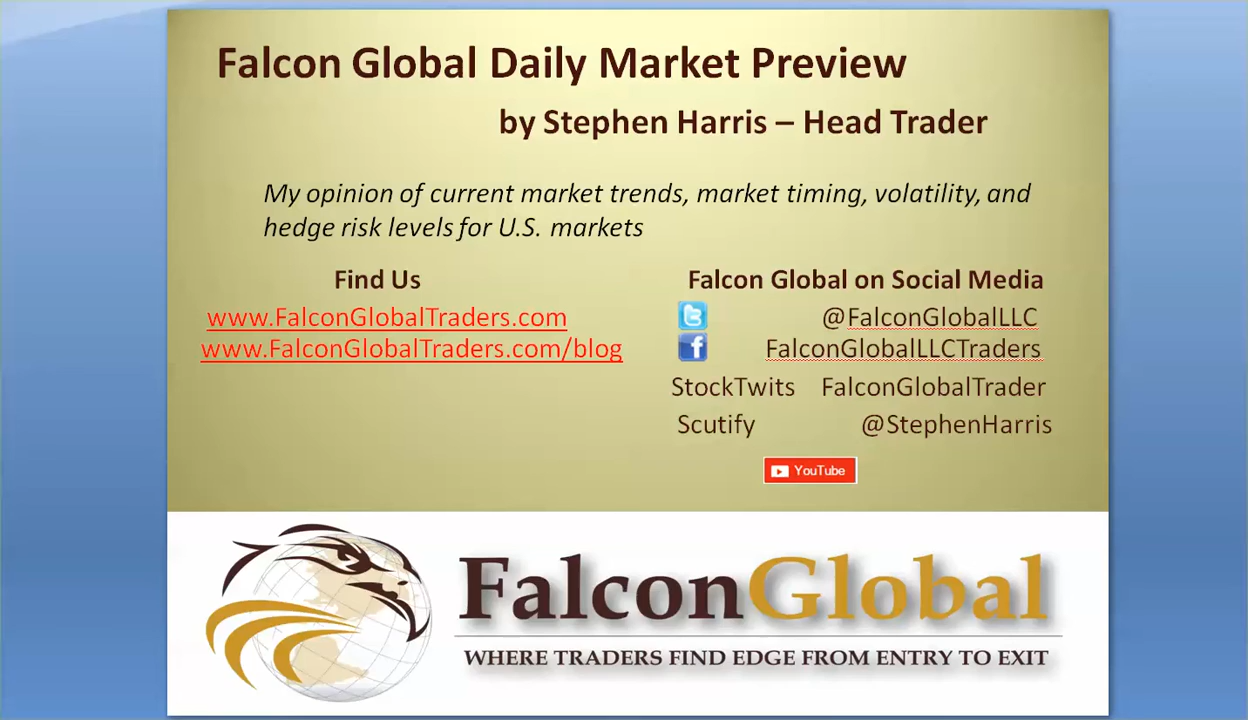 Falcon Global Daily Market Preview
by Stephen Harris – Head Trader
My opinion of current market trends, market timing, volatility, and
hedge risk levels for U.S. markets
Find Us
www.FalconGlobalTraders.com
www.FalconGlobalTraders.com/blog
Falcon Global on Social Media
@FalconGlobalLLC
FalconGlobalLLCTraders
StockTwits FalconGlobalTrader
Scutify @StephenHarris
YouTube
FalconGlobal
WHERE TRADERS FIND EDGE FROM ENTRY TO EXIT